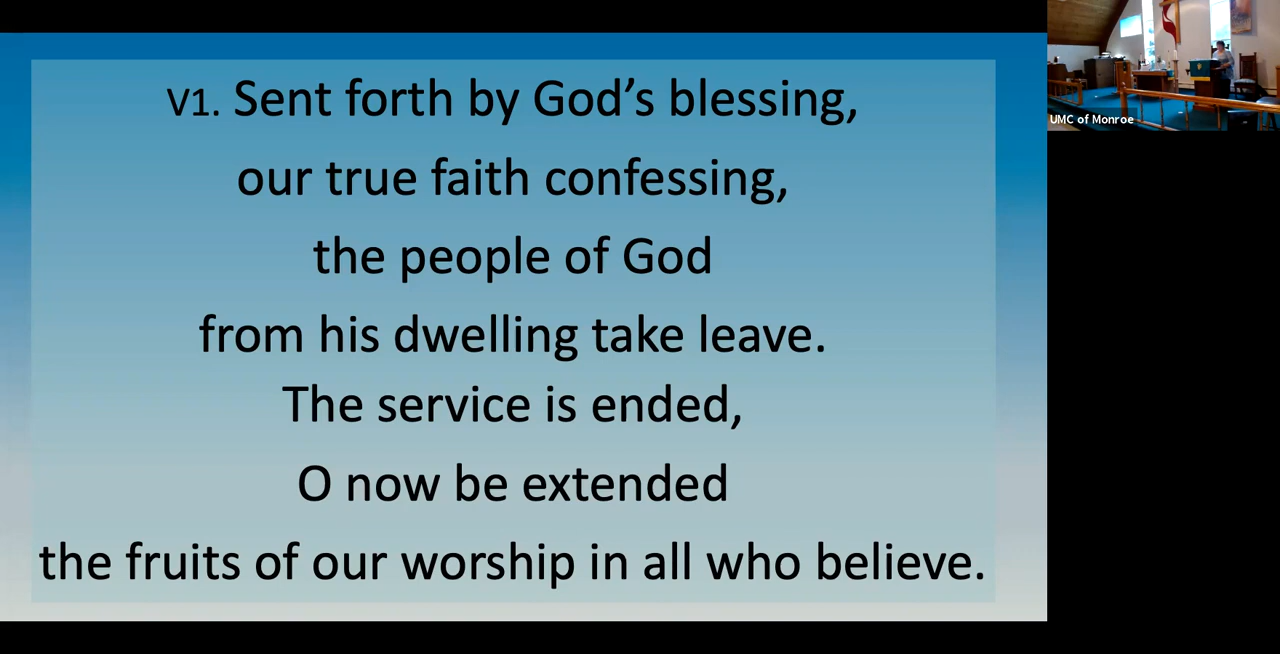 V1. Sent forth by God’s blessing,
our true faith confessing,
the people of God
from his dwelling take leave.
The service is ended,
O now be extended
the fruits of our worship in all who believe.
UMC of Monroe